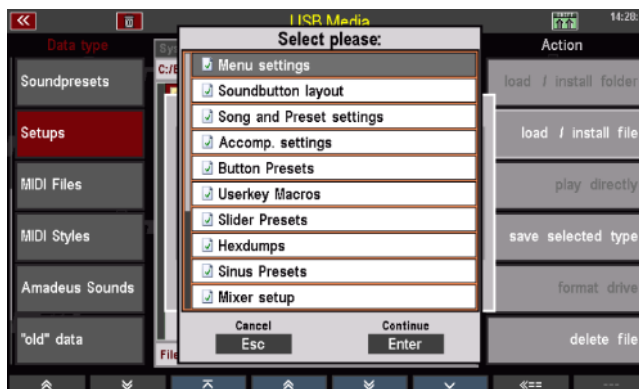 USB Media
14:28:
Data type
Select please:
Action
Sys
C:/B
Menu settings
Soundbutton layout
Song and Preset settings
Accomp. settings
Button Presets
Userkey Macros
Slider Presets
Hexdumps
Sinus Presets
Mixer setup
Cancel
Esc
Continue
Enter
File
Soundpresets
Setups
MIDI Files
MIDI Styles
Amadeus Sounds
"old" data
load / install folder
load / install file
play directly
save selected type
format drive
delete file
«==
---